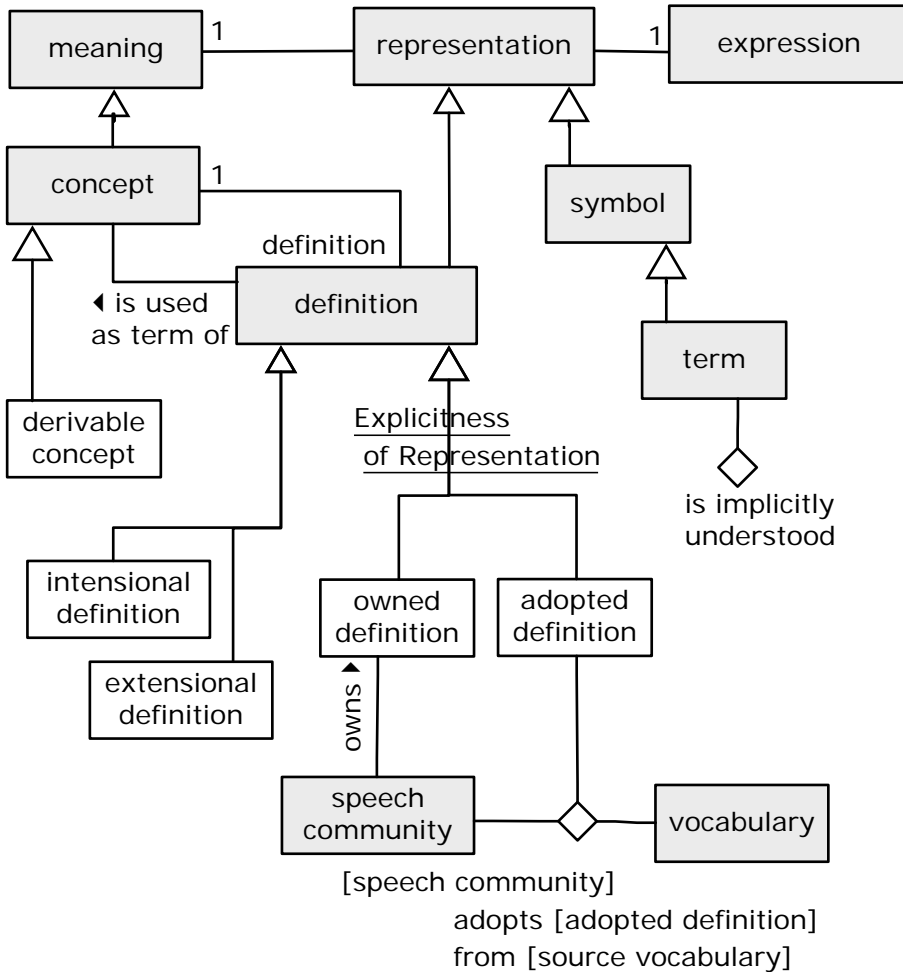 meaning
1
representation
1
expression
concept
1
symbol
definition
definition
◀ is used
as term of
term
derivable
concept
Explicitness
of Representation
is implicitly
understood
intensional
definition
owned
definition
adopted
definition
extensional
definition
owns ▶
speech
community
vocabulary
[speech community]
adopts [adopted definition]
from [source vocabulary]